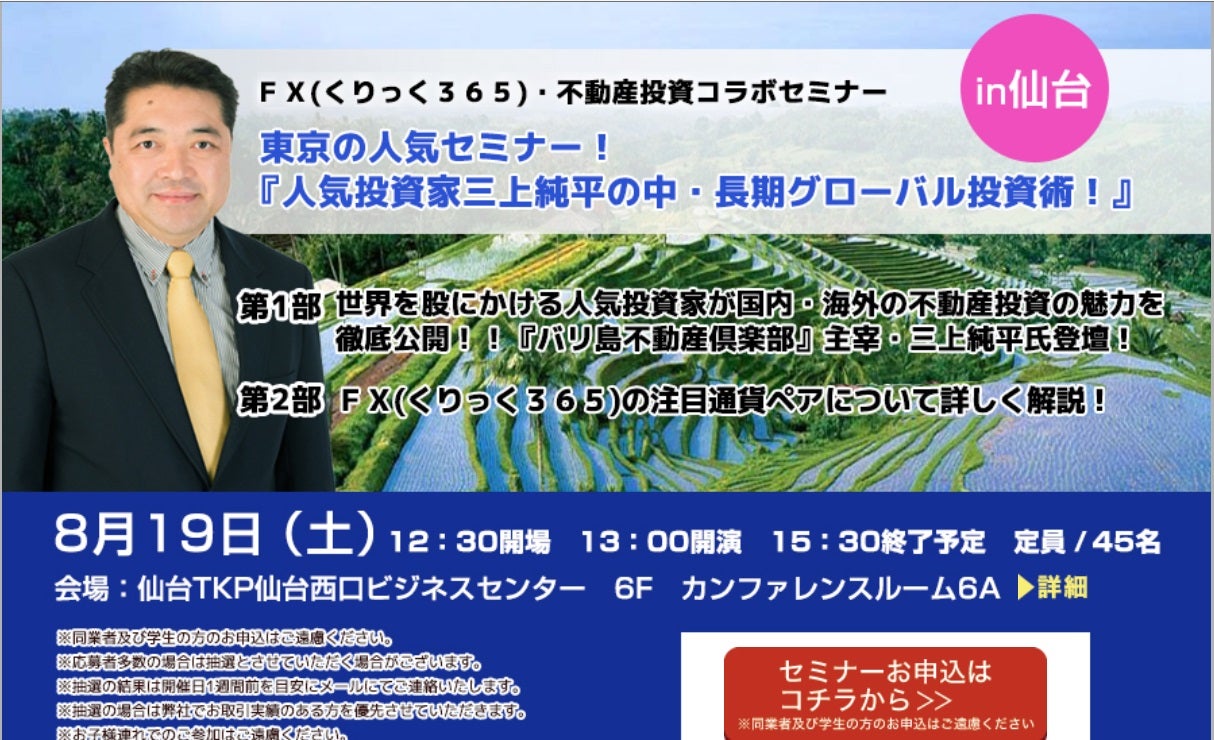 ＦＸ(くりっく３６５)・不動産投資コラボセミナー
in仙台
東京の人気セミナー！
『人気投資家三上純平の中・長期グローバル投資術！』
第1部 世界を股にかける人気投資家が国内・海外の不動産投資の魅力を
徹底公開！！『バリ島不動産倶楽部』主宰・三上純平氏登壇！
第2部 ＦＸ(くりっく３６５)の注目通貨ペアについて詳しく解説！
8月19日（土）12：30開場　13：00開演　15：30終了予定　定員 / 45名
会場：仙台TKP仙台西口ビジネスセンター　6F　カンファレンスルーム6A ▶詳細
※同業者及び学生の方のお申込はご遠慮ください。
※応募者多数の場合は抽選とさせていただく場合がございます。
※抽選の結果は開催日1週間前を目安にメールにてご連絡いたします。
※抽選の場合は弊社でお取引実績のある方を優先させていただきます。
※お子様連れでのご参加はご遠慮ください。
セミナーお申込は
コチラから >>
※同業者及び学生の方のお申込はご遠慮ください